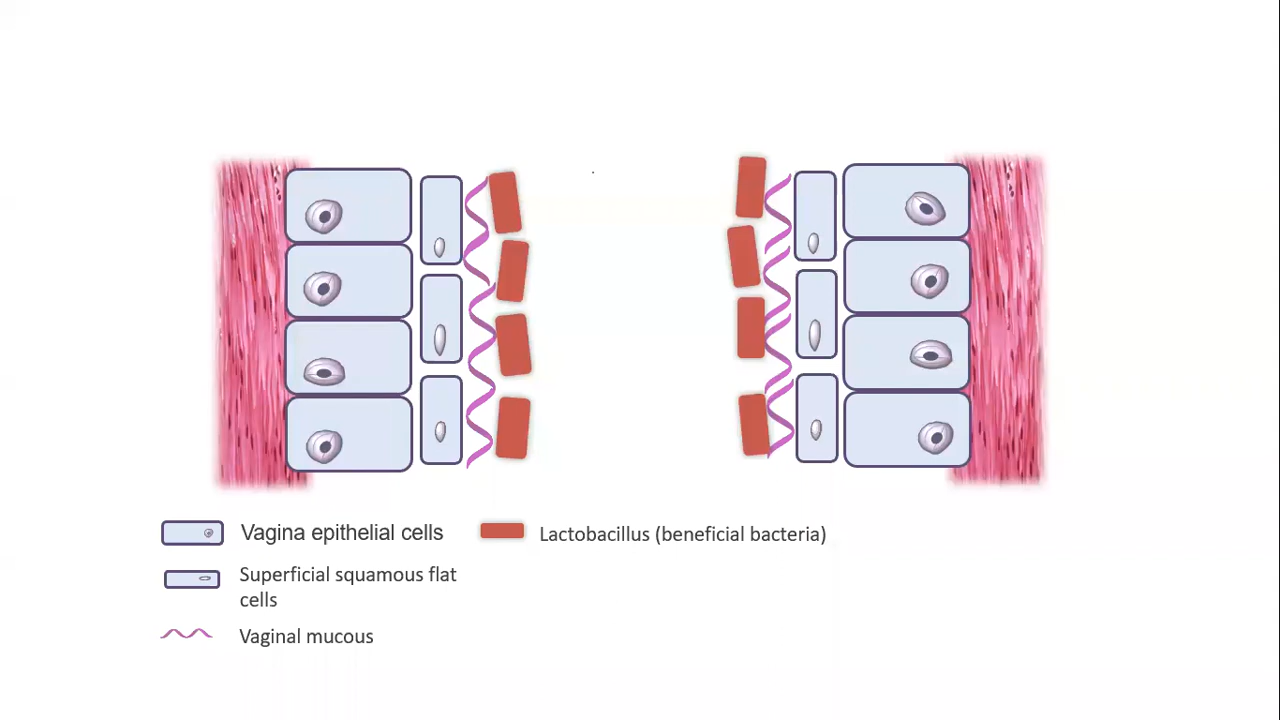 Vagina epithelial cells
Lactobacillus (beneficial bacteria)
Superficial squamous flat
cells
Vaginal mucous